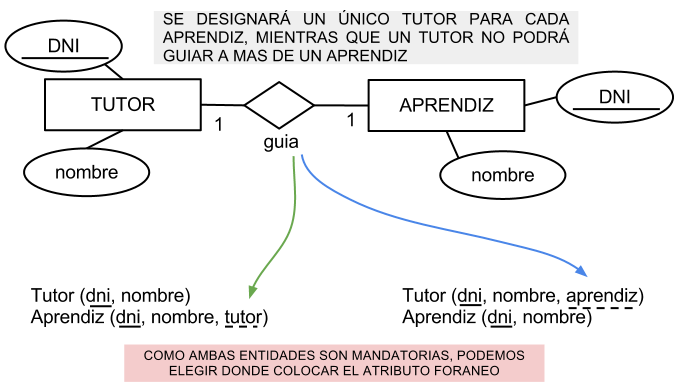 SE DESIGNARÁ UN ÚNICO TUTOR PARA CADA
APRENDIZ, MIENTRAS QUE UN TUTOR NO PODRÁ
GUIAR A MAS DE UN APRENDIZ
DNI
TUTOR
nombre
1
guia
1
APRENDIZ
DNI
nombre
Tutor (dni, nombre)
Aprendiz (dni, nombre, tutor)
Tutor (dni, nombre, aprendiz)
Aprendiz (dni, nombre)
COMO AMBAS ENTIDADES SON MANDATORIAS, PODEMOS
ELEGIR DONDE COLOCAR EL ATRIBUTO FORANEO